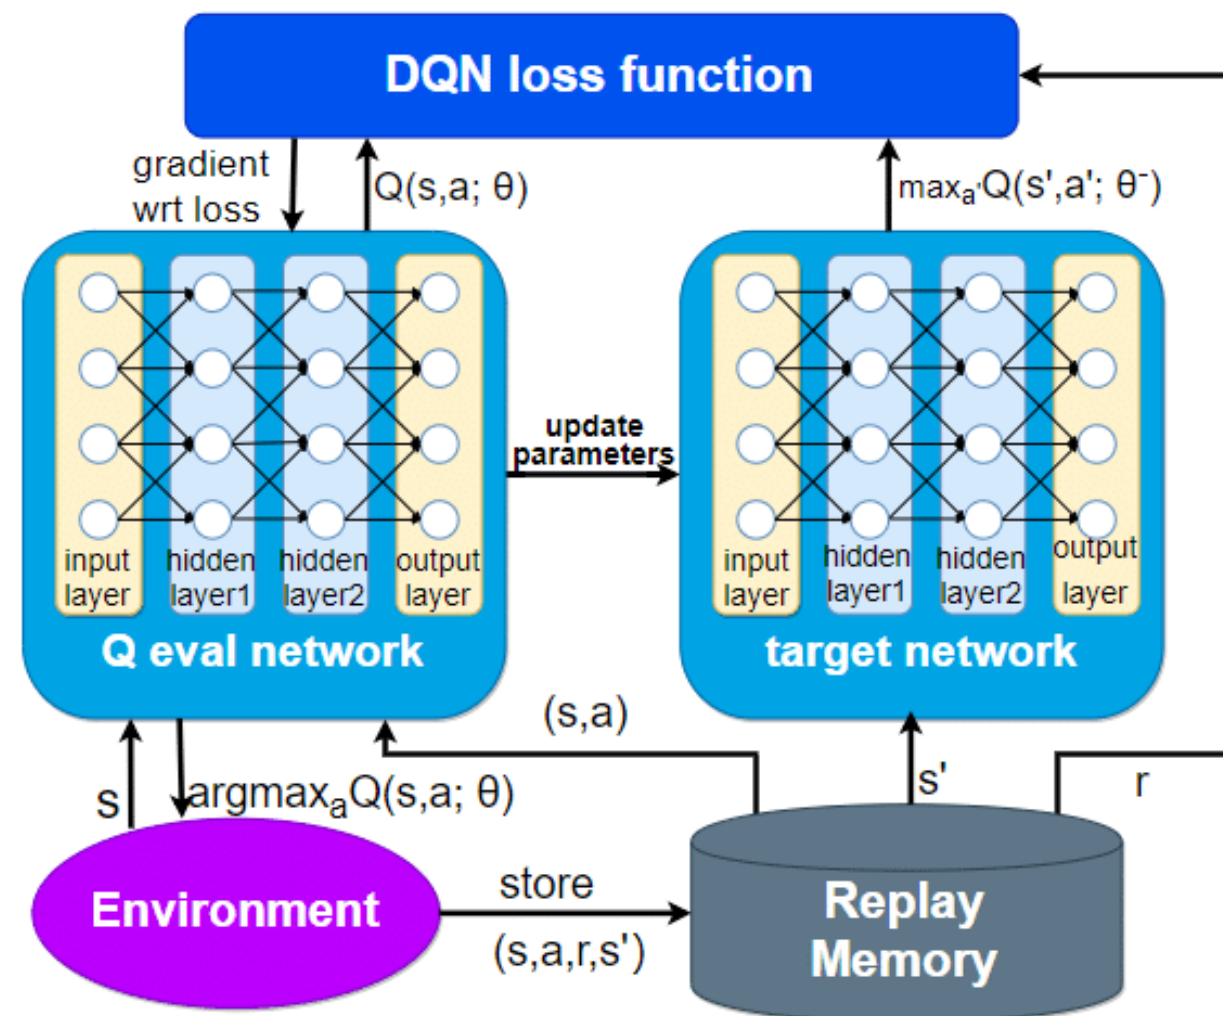 DQN loss function
gradient
wrt loss
Q(s,a; θ)
maxₐ'Q(s',a'; θ⁻)
input
layer
hidden
layer1
hidden
layer2
output
layer
Q eval network
update
parameters
input
layer
hidden
layer1
hidden
layer2
output
layer
target network
(s,a)
s
argmaxₐQ(s,a; θ)
s'
r
Environment
store
(s,a,r,s')
Replay
Memory